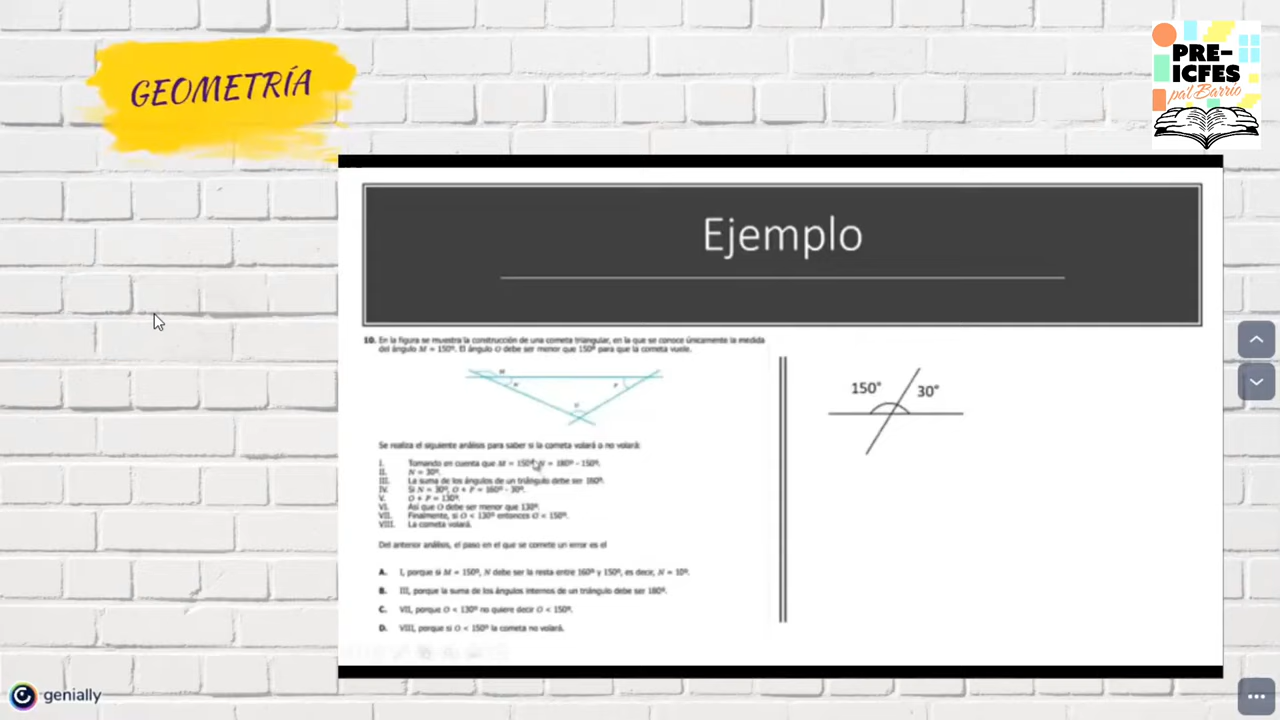 GEOMETRÍA
PRE-
ICFES
pal Barrio
Ejemplo
10. En la figura se muestra la construcción de una cometa triangular, en la que se conoce únicamente la medida
del ángulo M = 150º. El ángulo O debe ser menor que 150º para que la cometa vuele.
M
N
P
O
150°
30°
Se realiza el siguiente análisis para saber si la cometa volará o no volará:
I. Tomando en cuenta que M = 150º, N = 180º - 150º.
II. N = 30º.
III. La suma de los ángulos de un triángulo debe ser 160º.
IV. Si N = 30º, O + P = 160º - 30º.
V. O + P = 130º.
VI. Así que O debe ser menor que 130º.
VII. Finalmente, si O < 130º entonces O < 150º.
VIII. La cometa volará.
Del anterior análisis, el paso en el que se comete un error es el
A. I, porque si M = 150º, N debe ser la resta entre 160º y 150º, es decir, N = 10º.
B. III, porque la suma de los ángulos internos de un triángulo debe ser 180º.
C. VII, porque O < 130º no quiere decir O < 150º.
D. VIII, porque si O < 150º la cometa no volará.
genially